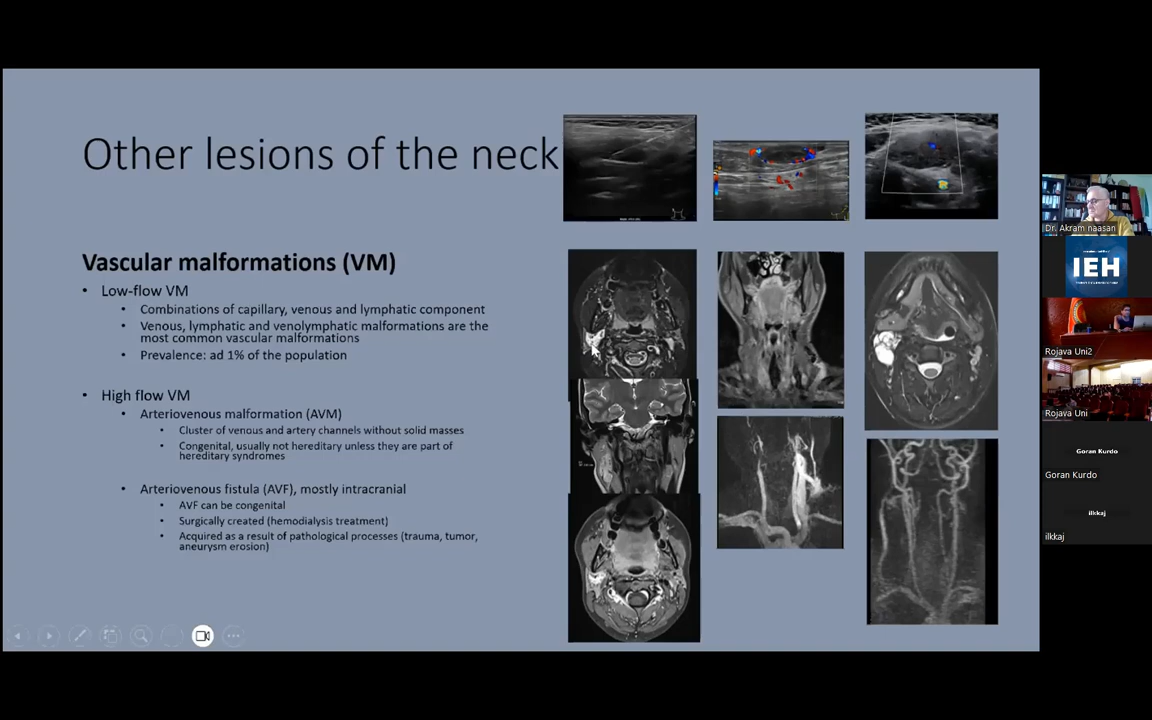 Other lesions of the neck
Vascular malformations (VM)
• Low-flow VM
• Combinations of capillary, venous and lymphatic component
• Venous, lymphatic and venolymphatic malformations are the
most common vascular malformations
• Prevalence: ad 1% of the population
• High flow VM
• Arteriovenous malformation (AVM)
• Cluster of venous and artery channels without solid masses
• Congenital, usually not hereditary unless they are part of
hereditary syndromes
• Arteriovenous fistula (AVF), mostly intracranial
• AVF can be congenital
• Surgically created (hemodialysis treatment)
• Acquired as a result of pathological processes (trauma, tumor,
aneurysm erosion)
Dr. Akram naasan
IEH
Rojava Uni2
Rojava Uni
Goran Kurdo
Goran Kurdo
ilkkaj
ilkkaj